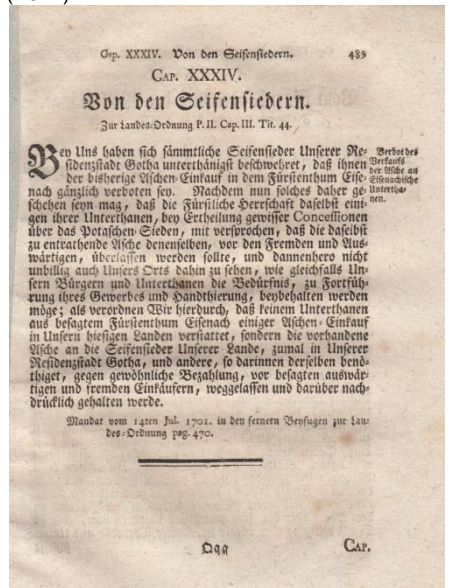 Cap. XXXIV. Von den Seifensiedern. 489
CAP. XXXIV.
Von den Seifensiedern.
Zur Landes-Ordnung P. II. Cap. III. Tit. 44.
Bey Uns haben sich sämmtliche Seifensieder Unserer Re-
sidenzstadt Gotha unterthänigst beschwehret, daß ihnen
der bisherige Aschen-Einkauf in dem Fürstenthum Eise-
nach gänzlich verboten sey. Nachdem nun solches daher ge-
schehen seyn mag, daß die Fürstliche Herrschaft daselbst eini-
gen ihrer Unterthanen, bey Ertheilung gewisser Concessionen
über das Potaschen-Sieden, mit versprochen, daß die daselbst
zu entrathende Asche denenselben, vor den Fremden und Aus-
wärtigen, überlassen werden sollte, und dannenhero nicht
unbillig auch Unsers Orts dahin zu sehen, wie gleichfalls Un-
sern Bürgern und Unterthanen die Bedürfnis, zu Fortfüh-
rung ihres Gewerbes und Handthierung, beybehalten werden
möge; als verordnen Wir hierdurch, daß keinem Unterthanen
aus besagtem Fürstenthum Eisenach einiger Aschen-Einkauf
in Unsern hiesigen Landen verstattet, sondern die vorhandene
Asche an die Seifensieder Unserer Lande, zumal in Unserer
Residenzstadt Gotha, und andere, so darinnen derselben benö-
thiget, gegen gewöhnliche Bezahlung, vor besagten auswär-
tigen und fremden Einkäufern, weggelassen und darüber nach-
drücklich gehalten werde.
Verbot des
Verkaufs
der Asche an
Eisenachische
Untertha-
nen.
Mandat vom 14ten Jul. 1701. in den fernern Beyfugen zur Lan-
des-Ordnung pag. 470.
Qqq CAP.